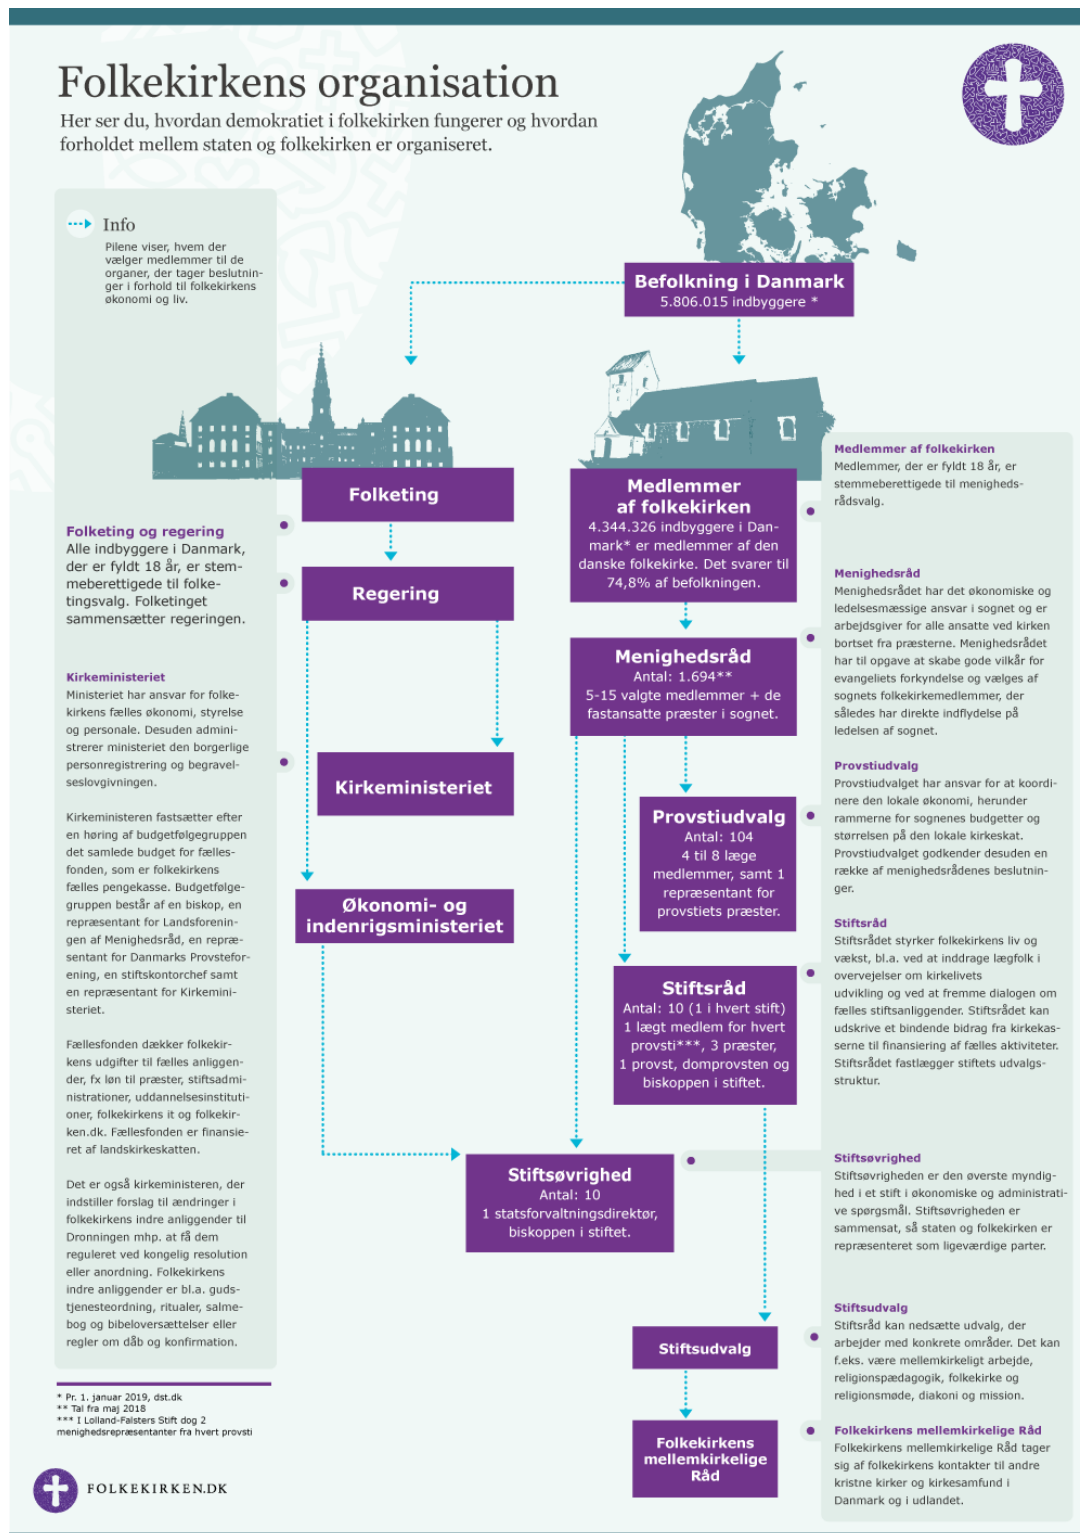 Folkekirkens organisation
Her ser du, hvordan demokratiet i folkekirken fungerer og hvordan
forholdet mellem staten og folkekirken er organiseret.
Info
Pilene viser, hvem der
vælger medlemmer til de
organer, der tager beslutnin-
ger i forhold til folkekirkens
økonomi og liv.
Befolkning i Danmark
5.806.015 indbyggere *
Folketing
Regering
Folketing og regering
Alle indbyggere i Danmark,
der er fyldt 18 år, er stem-
meberettigede til folke-
tingsvalg. Folketinget
sammensætter regeringen.
Kirkeministeriet
Ministeriet har ansvar for folke-
kirkens fælles økonomi, styrelse
og personale. Desuden admini-
strerer ministeriet den borgerlige
personregistrering og begravel-
seslovgivningen.
Kirkeministeren fastsætter efter
en høring af budgetfølgegruppen
det samlede budget for fælles-
fonden, som er folkekirkens
fælles pengekasse. Budgetfølge-
gruppen består af en biskop, en
repræsentant for Landsforenin-
gen af Menighedsråd, en repræ-
sentant for Danmarks Provstefor-
ening, en stiftskontorchef samt
en repræsentant for Kirkemini-
steriet.
Fællesfonden dækker folkekir-
kens udgifter til fælles anliggen-
der, fx løn til præster, stiftsadmi-
nistrationer, uddannelsesinstituti-
oner, folkekirkens it og folkekir-
ken.dk. Fællesfonden er finansie-
ret af landskirkeskatten.
Det er også kirkeministeren, der
indstiller forslag til ændringer i
folkekirkens indre anliggender til
Dronningen mhp. at få dem
reguleret ved kongelig resolution
eller anordning. Folkekirkens
indre anliggender er bl.a. guds-
tjenesteordning, ritualer, salme-
bog og bibeloversættelser eller
regler om dåb og konfirmation.
Kirkeministeriet
Økonomi- og
indenrigsministeriet
Medlemmer
af folkekirken
4.344.326 indbyggere i Dan-
mark* er medlemmer af den
danske folkekirke. Det svarer til
74,8% af befolkningen.
Menighedsråd
Antal: 1.694**
5-15 valgte medlemmer + de
fastansatte præster i sognet.
Provstiudvalg
Antal: 104
4 til 8 læge
medlemmer, samt 1
repræsentant for
provstiets præster.
Stiftsråd
Antal: 10 (1 i hvert stift)
1 lægt medlem for hvert
provsti***, 3 præster,
1 provst, domprovsten og
biskoppen i stiftet.
Stiftsøvrighed
Antal: 10
1 statsforvaltningsdirektør,
biskoppen i stiftet.
Stiftsudvalg
Folkekirkens
mellemkirkelige
Råd
Medlemmer af folkekirken
Medlemmer, der er fyldt 18 år, er
stemmeberettigede til menigheds-
rådsvalg.
Menighedsråd
Menighedsrådet har det økonomiske og
ledelsesmæssige ansvar i sognet og er
arbejdsgiver for alle ansatte ved kirken
bortset fra præsterne. Menighedsrådet
har til opgave at skabe gode vilkår for
evangeliets forkyndelse og vælges af
sognets folkekirkemedlemmer, der
således har direkte indflydelse på
ledelsen af sognet.
Provstiudvalg
Provstiudvalget har ansvar for at koordi-
nere den lokale økonomi, herunder
rammerne for sognenes budgetter og
størrelsen på den lokale kirkeskat.
Provstiudvalget godkender desuden en
række af menighedsrådenes beslutnin-
ger.
Stiftsråd
Stiftsrådet styrker folkekirkens liv og
vækst, bl.a. ved at inddrage lægfolk i
overvejelser om kirkelivets
udvikling og ved at fremme dialogen om
fælles stiftsanliggender. Stiftsrådet kan
udskrive et bindende bidrag fra kirkekas-
serne til finansiering af fælles aktiviteter.
Stiftsrådet fastlægger stiftets udvalgs-
struktur.
Stiftsøvrighed
Stiftsøvrigheden er den øverste myndig-
hed i et stift i økonomiske og administrati-
ve spørgsmål. Stiftsøvrigheden er
sammensat, så staten og folkekirken er
repræsenteret som ligeværdige parter.
Stiftsudvalg
Stiftsråd kan nedsætte udvalg, der
arbejder med konkrete områder. Det kan
f.eks. være mellemkirkeligt arbejde,
religionspædagogik, folkekirke og
religionsmøde, diakoni og mission.
Folkekirkens mellemkirkelige Råd
Folkekirkens mellemkirkelige Råd tager
sig af folkekirkens kontakter til andre
kristne kirker og kirkesamfund i
Danmark og i udlandet.
* Pr. 1. januar 2019, dst.dk
** Tal fra maj 2018
*** I Lolland-Falsters Stift dog 2
menighedsrepræsentanter fra hvert provsti
FOLKEKIRKEN.DK